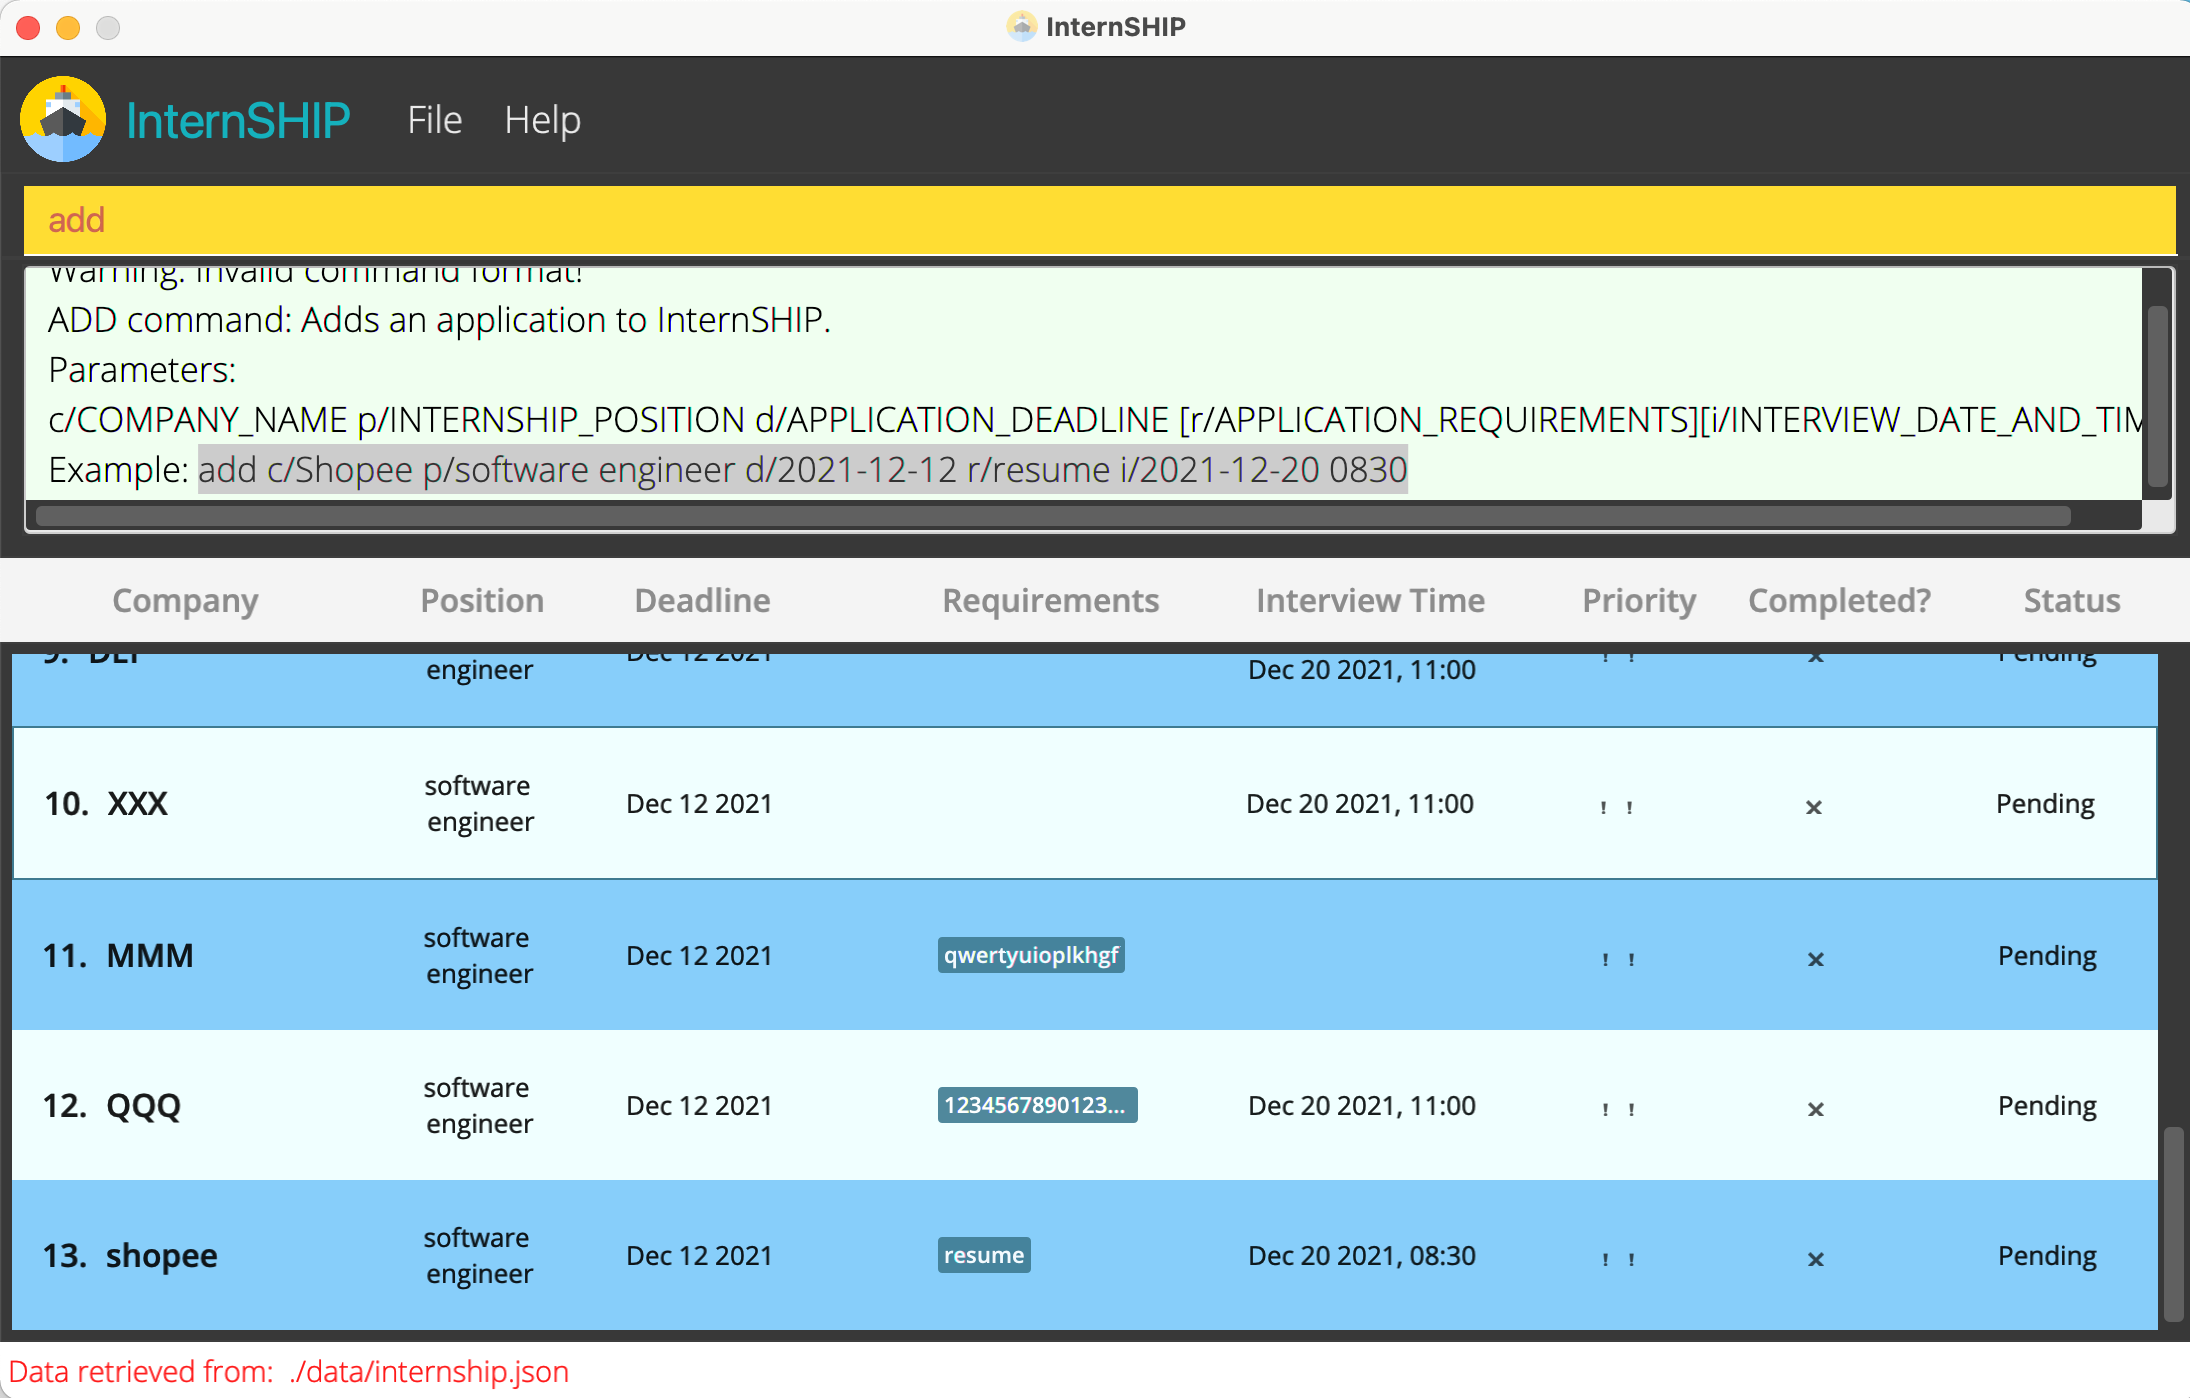 InternSHIP
InternSHIP File Help
add
Warning: Invalid command format!
ADD command: Adds an application to InternSHIP.
Parameters:
c/COMPANY_NAME p/INTERNSHIP_POSITION d/APPLICATION_DEADLINE [r/APPLICATION_REQUIREMENTS][i/INTERVIEW_DATE_AND_TIM
Example: add c/Shopee p/software engineer d/2021-12-12 r/resume i/2021-12-20 0830
Company Position Deadline Requirements Interview Time Priority Completed? Status
9. Dec 12 2021 ! ! × Pending
engineer Dec 20 2021, 11:00
10. XXX software engineer Dec 12 2021 Dec 20 2021, 11:00 ! ! × Pending
11. MMM software engineer Dec 12 2021 qwertyuioplkhgf ! ! × Pending
12. QQQ software engineer Dec 12 2021 1234567890123... Dec 20 2021, 11:00 ! ! × Pending
13. shopee software engineer Dec 12 2021 resume Dec 20 2021, 08:30 ! ! × Pending
Data retrieved from: ./data/internship.json